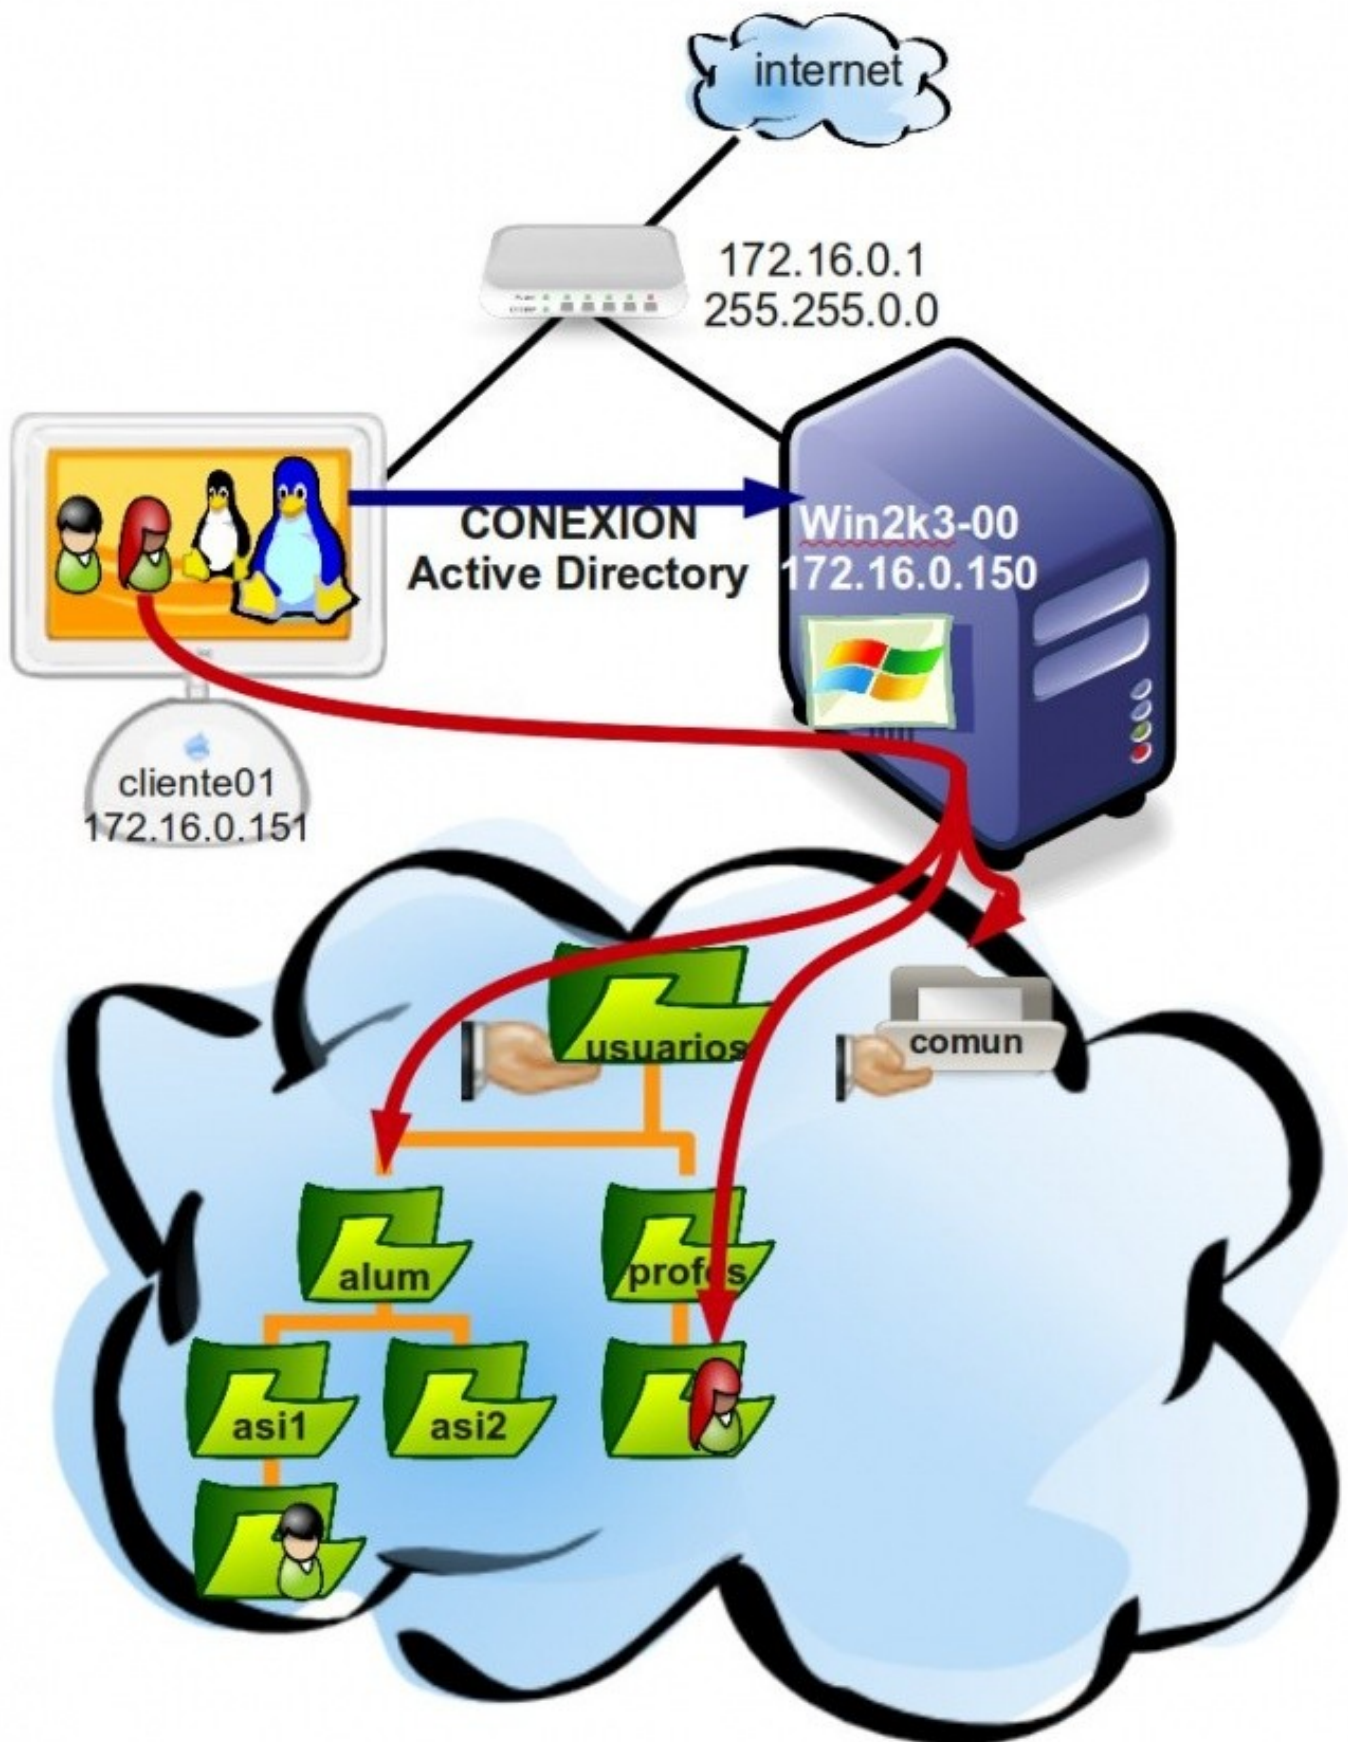 internet
172.16.0.1
255.255.0.0
CONEXIÓN
Active Directory
Win2k3-00
172.16.0.150
cliente01
172.16.0.151
usuarios
comun
alum
profes
asi1
asi2